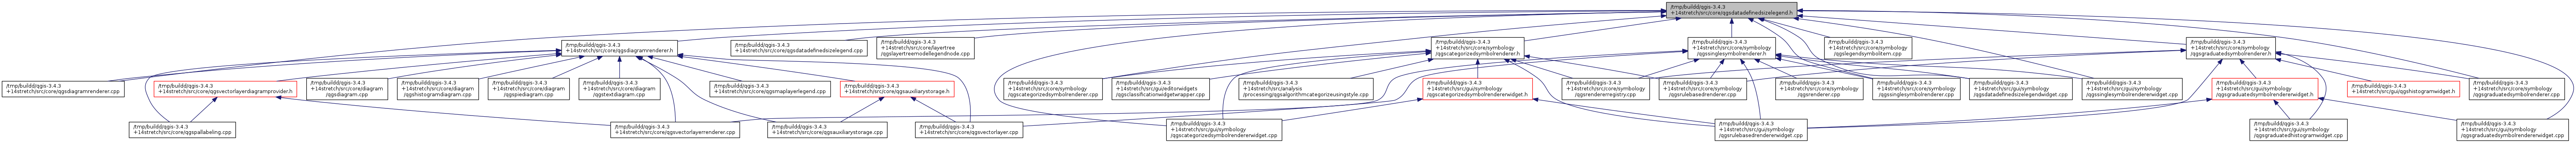 /tmp/buildd/qgis-3.4.3
+14stretch/src/core/qgsdatadefinedsizelegend.h
/tmp/buildd/qgis-3.4.3
+14stretch/src/core/qgsdiagramrenderer.h
/tmp/buildd/qgis-3.4.3
+14stretch/src/core/qgsdatadefinedsizelegend.cpp
/tmp/buildd/qgis-3.4.3
+14stretch/src/core/layertree
/qgslayertreemodellegendnode.cpp
/tmp/buildd/qgis-3.4.3
+14stretch/src/core/symbology
/qgscategorizedsymbolrenderer.h
/tmp/buildd/qgis-3.4.3
+14stretch/src/core/symbology
/qgssinglesymbolrenderer.h
/tmp/buildd/qgis-3.4.3
+14stretch/src/core/symbology
/qgslegendsymbolitem.cpp
/tmp/buildd/qgis-3.4.3
+14stretch/src/core/symbology
/qgsgraduatedsymbolrenderer.h
/tmp/buildd/qgis-3.4.3
+14stretch/src/core/qgsdiagramrenderer.cpp
/tmp/buildd/qgis-3.4.3
+14stretch/src/core/qgsvectorlayerdiagramprovider.h
/tmp/buildd/qgis-3.4.3
+14stretch/src/core/diagram
/qgsdiagram.cpp
/tmp/buildd/qgis-3.4.3
+14stretch/src/core/diagram
/qgshistogramdiagram.cpp
/tmp/buildd/qgis-3.4.3
+14stretch/src/core/diagram
/qgspiediagram.cpp
/tmp/buildd/qgis-3.4.3
+14stretch/src/core/diagram
/qgstextdiagram.cpp
/tmp/buildd/qgis-3.4.3
+14stretch/src/core/qgsmaplayerlegend.cpp
/tmp/buildd/qgis-3.4.3
+14stretch/src/core/qgsauxiliarystorage.h
/tmp/buildd/qgis-3.4.3
+14stretch/src/core/symbology
/qgscategorizedsymbolrenderer.cpp
/tmp/buildd/qgis-3.4.3
+14stretch/src/gui/editorwidgets
/qgsclassificationwidgetwrapper.cpp
/tmp/buildd/qgis-3.4.3
+14stretch/src/analysis
/processing/qgsalgorithmcategorizeusingstyle.cpp
/tmp/buildd/qgis-3.4.3
+14stretch/src/gui/symbology
/qgscategorizedsymbolrendererwidget.h
/tmp/buildd/qgis-3.4.3
+14stretch/src/core/symbology
/qgsrendererregistry.cpp
/tmp/buildd/qgis-3.4.3
+14stretch/src/core/symbology
/qgsrulebasedrenderer.cpp
/tmp/buildd/qgis-3.4.3
+14stretch/src/core/symbology
/qgsrenderer.cpp
/tmp/buildd/qgis-3.4.3
+14stretch/src/core/symbology
/qgssinglesymbolrenderer.cpp
/tmp/buildd/qgis-3.4.3
+14stretch/src/gui/symbology
/qgsdatadefinedsizelegendwidget.cpp
/tmp/buildd/qgis-3.4.3
+14stretch/src/gui/symbology
/qgssinglesymbolrendererwidget.cpp
/tmp/buildd/qgis-3.4.3
+14stretch/src/gui/symbology
/qgsgraduatedsymbolrendererwidget.h
/tmp/buildd/qgis-3.4.3
+14stretch/src/gui/qgshistogramwidget.h
/tmp/buildd/qgis-3.4.3
+14stretch/src/core/symbology
/qgsgraduatedsymbolrenderer.cpp
/tmp/buildd/qgis-3.4.3
+14stretch/src/core/qgspallabeling.cpp
/tmp/buildd/qgis-3.4.3
+14stretch/src/core/qgsvectorlayerrenderer.cpp
/tmp/buildd/qgis-3.4.3
+14stretch/src/core/qgsauxiliarystorage.cpp
/tmp/buildd/qgis-3.4.3
+14stretch/src/core/qgsvectorlayer.cpp
/tmp/buildd/qgis-3.4.3
+14stretch/src/gui/symbology
/qgscategorizedsymbolrendererwidget.cpp
/tmp/buildd/qgis-3.4.3
+14stretch/src/gui/symbology
/qgsrulebasedrendererwidget.cpp
/tmp/buildd/qgis-3.4.3
+14stretch/src/gui/symbology
/qgsgraduatedhistogramwidget.cpp
/tmp/buildd/qgis-3.4.3
+14stretch/src/gui/symbology
/qgsgraduatedsymbolrendererwidget.cpp